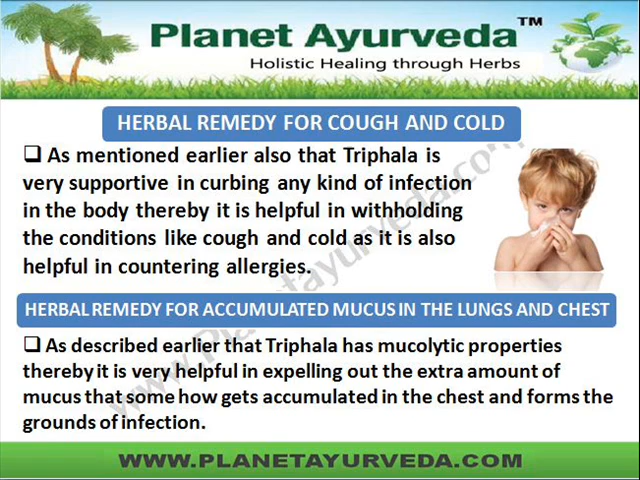 Planet Ayurveda™
Holistic Healing through Herbs
HERBAL REMEDY FOR COUGH AND COLD
❑ As mentioned earlier also that Triphala is
very supportive in curbing any kind of infection
in the body thereby it is helpful in withholding
the conditions like cough and cold as it is also
helpful in countering allergies.
HERBAL REMEDY FOR ACCUMULATED MUCUS IN THE LUNGS AND CHEST
❑ As described earlier that Triphala has mucolytic properties
thereby it is very helpful in expelling out the extra amount of
mucus that some how gets accumulated in the chest and forms the
grounds of infection.
www.Planetayurveda.com
WWW.PLANETAYURVEDA.COM